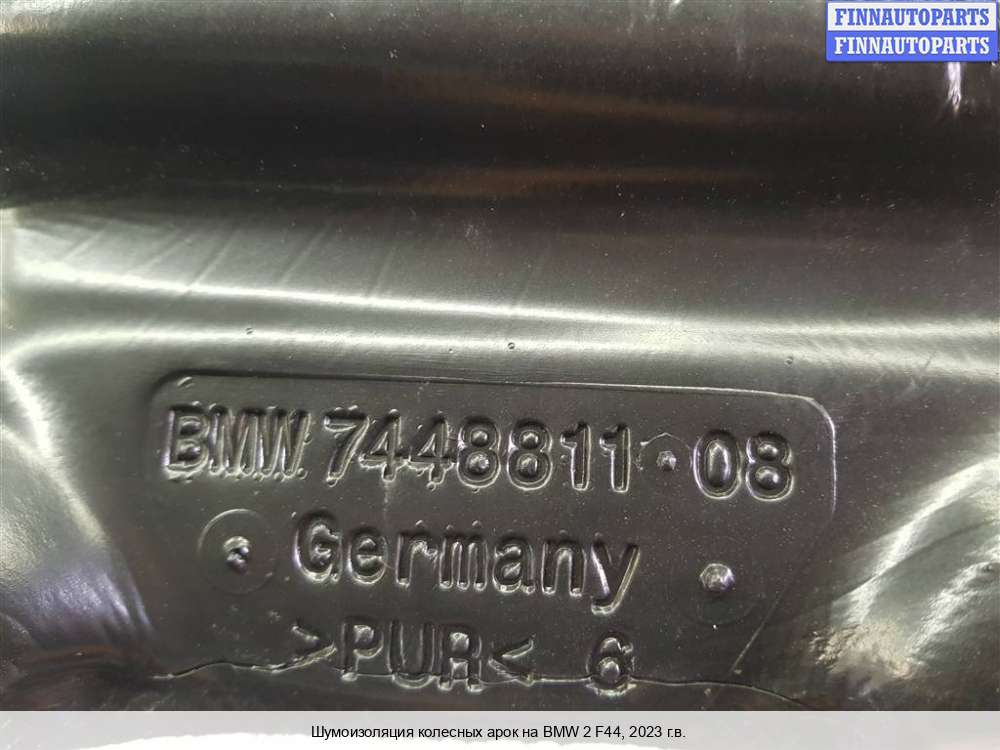 FINNAUTOPARTS
FINNAUTOPARTS
BMW 7448811·08
Germany
>PUR< 6
Шумоизоляция колесных арок на BMW 2 F44, 2023 г.в.